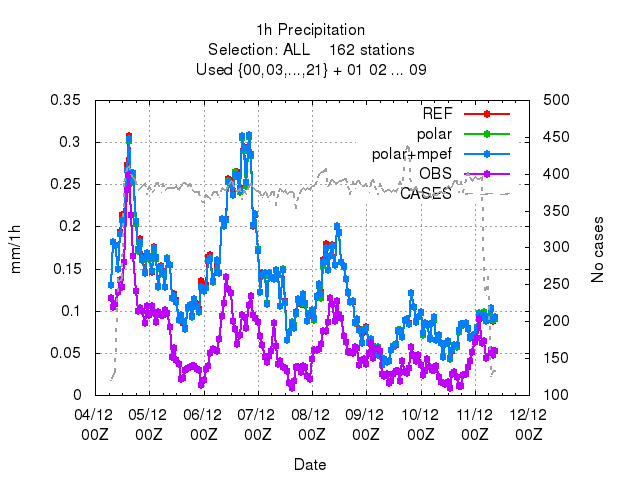 1h Precipitation
Selection: ALL    162 stations
Used {00,03,...,21} + 01 02 ... 09
0.35
0.3
0.25
0.2
0.15
0.1
0.05
0
mm/1h
500
450
400
350
300
250
200
150
100
No cases
REF
polar
polar+mpef
OBS
CASES
04/12 05/12 06/12 07/12 08/12 09/12 10/12 11/12 12/12
00Z 00Z 00Z 00Z 00Z 00Z 00Z 00Z 00Z
Date